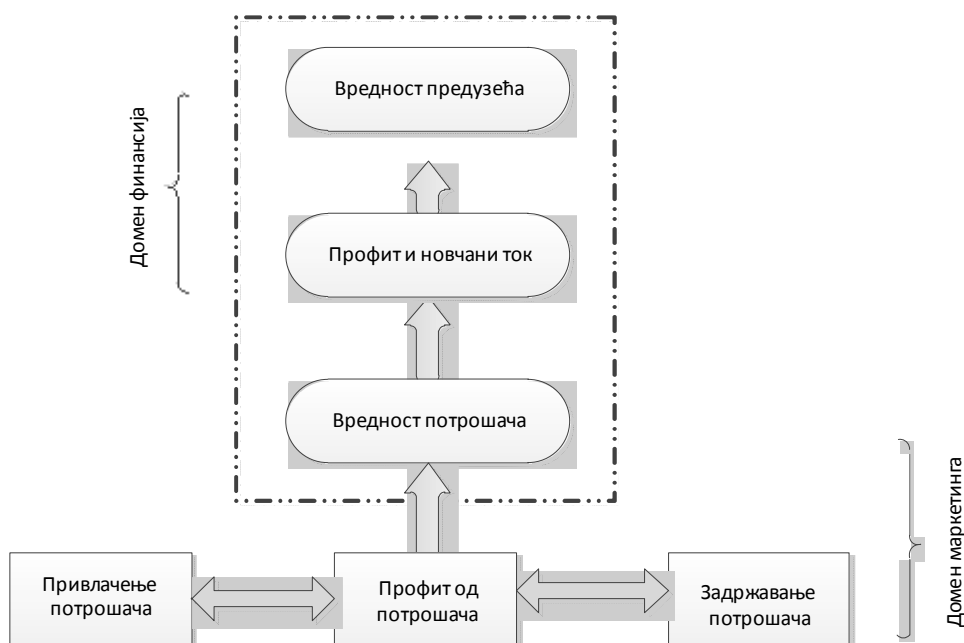 Вредност предузећа
Домен финансија
Профит и новчани ток
Вредност потрошача
Домен маркетинга
Привлачење
потрошача
Профит од
потрошача
Задржавање
потрошача